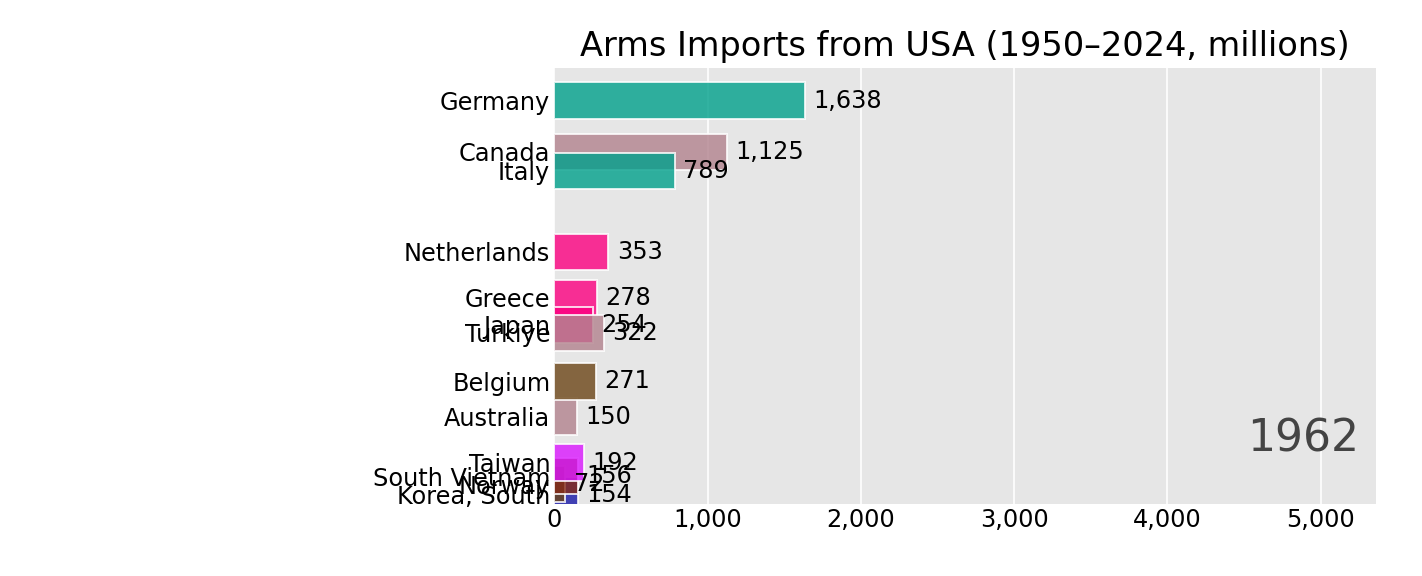 Arms Imports from USA (1950–2024, millions)
Germany 1,638
Canada 1,125
Italy 789
Netherlands 353
Greece 278
Japan 254
Türkiye 322
Belgium 271
Australia 150
1962
Taiwan 192
South Vietnam 156
Norway 72
Korea, South 154
0 1,000 2,000 3,000 4,000 5,000